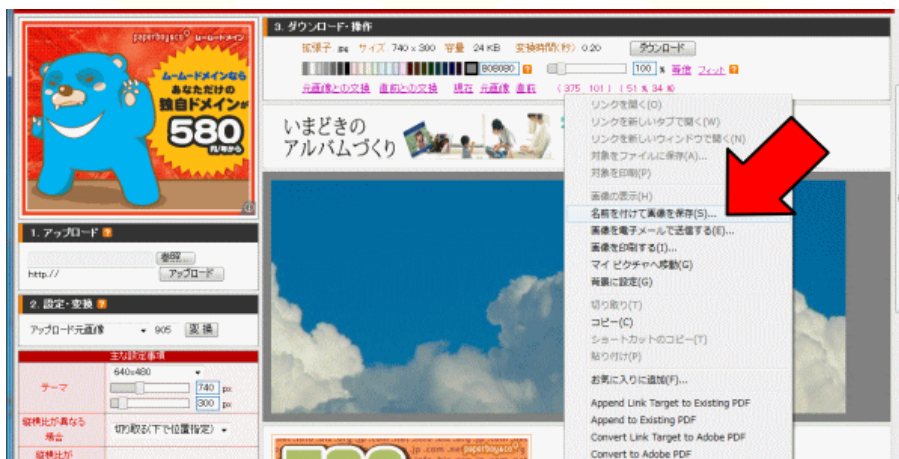 paperboy&co. ムームードメイン
ムームードメインなら
あなただけの
独自ドメインが
580
円/年から
1. アップロード
参照...
http://
アップロード
2. 設定・変換
アップロード元画像 905 変換
主な設定事項
テーマ
640x480
740 px
300 px
縦横比が異なる
場合
切り取る(下で位置指定)
縦横比が
3. ダウンロード・操作
拡張子 jpg サイズ 740 x 300 容量 24 KB 変換時間(秒) 0.20 ダウンロード
808080 100 % 等倍 フィット
元画像との交換 直前との交換 現在 元画像 直前 ( 375, 101 ) ( 51 %, 34 %)
いまどきの
アルバムづくり
リンクを開く(O)
リンクを新しいタブで開く(W)
リンクを新しいウィンドウで開く(N)
対象をファイルに保存(A)...
対象を印刷(P)
画像の表示(H)
名前を付けて画像を保存(S)...
画像を電子メールで送信する(E)...
画像を印刷する(I)...
マイ ピクチャへ移動(G)
背景に設定(G)
切り取り(T)
コピー(C)
ショートカットのコピー(T)
貼り付け(P)
お気に入りに追加(F)...
Append Link Target to Existing PDF
Append to Existing PDF
Convert Link Target to Adobe PDF
Convert to Adobe PDF